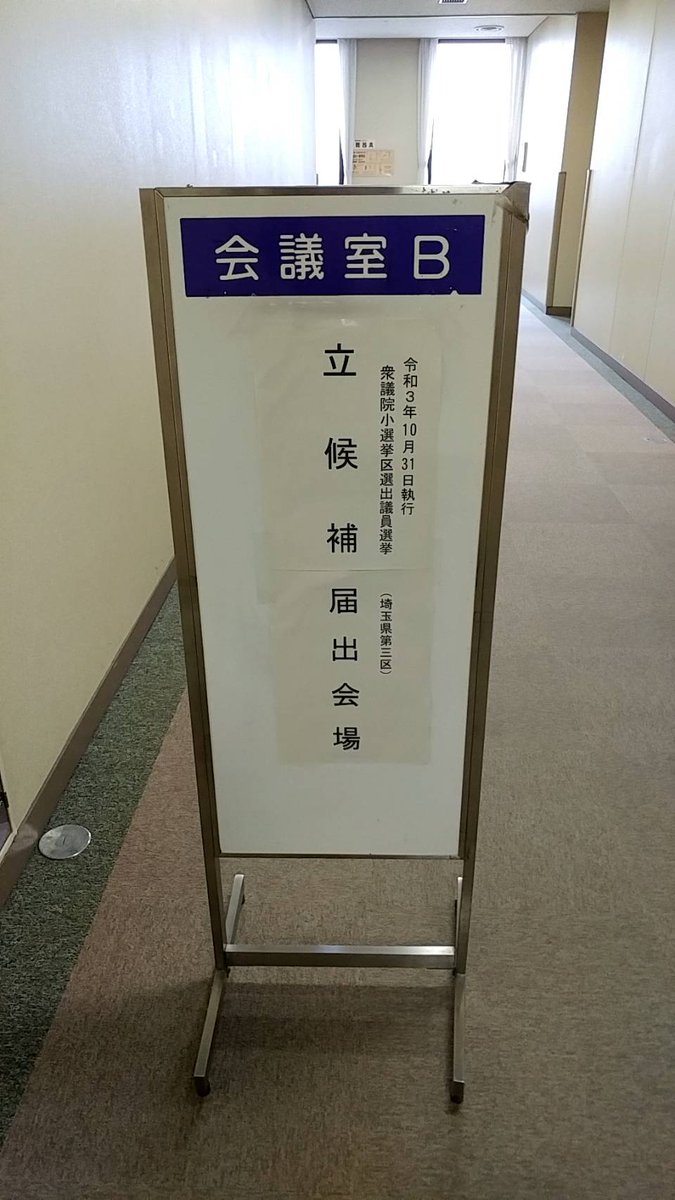 会議室B
令和3年10月31日執行
衆議院小選挙区選出議員選挙
(埼玉県第三区)
立候補届出会場